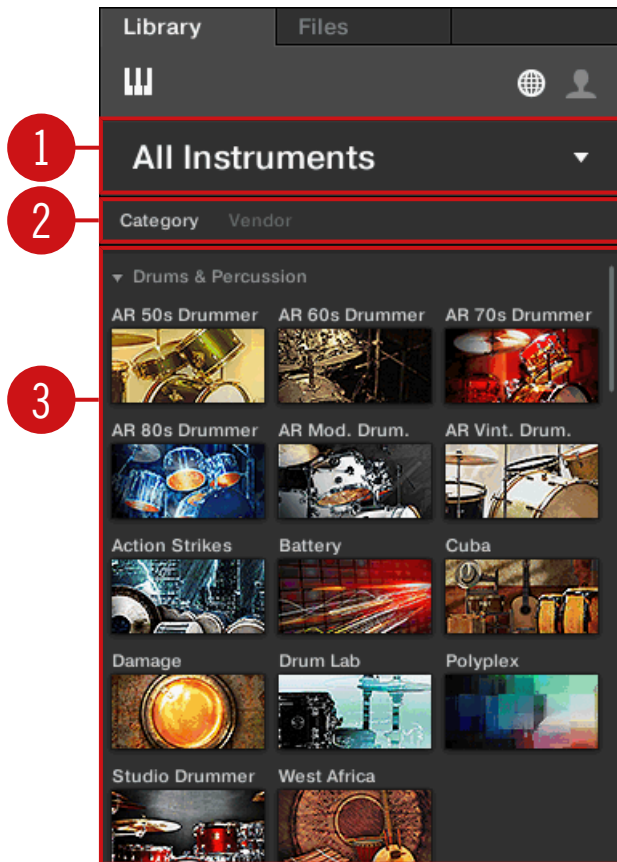 Library Files
1
All Instruments
2
Category Vendor
3
Drums & Percussion
AR 50s Drummer AR 60s Drummer AR 70s Drummer
AR 80s Drummer AR Mod. Drum. AR Vint. Drum.
Action Strikes Battery Cuba
Damage Drum Lab Polyplex
Studio Drummer West Africa